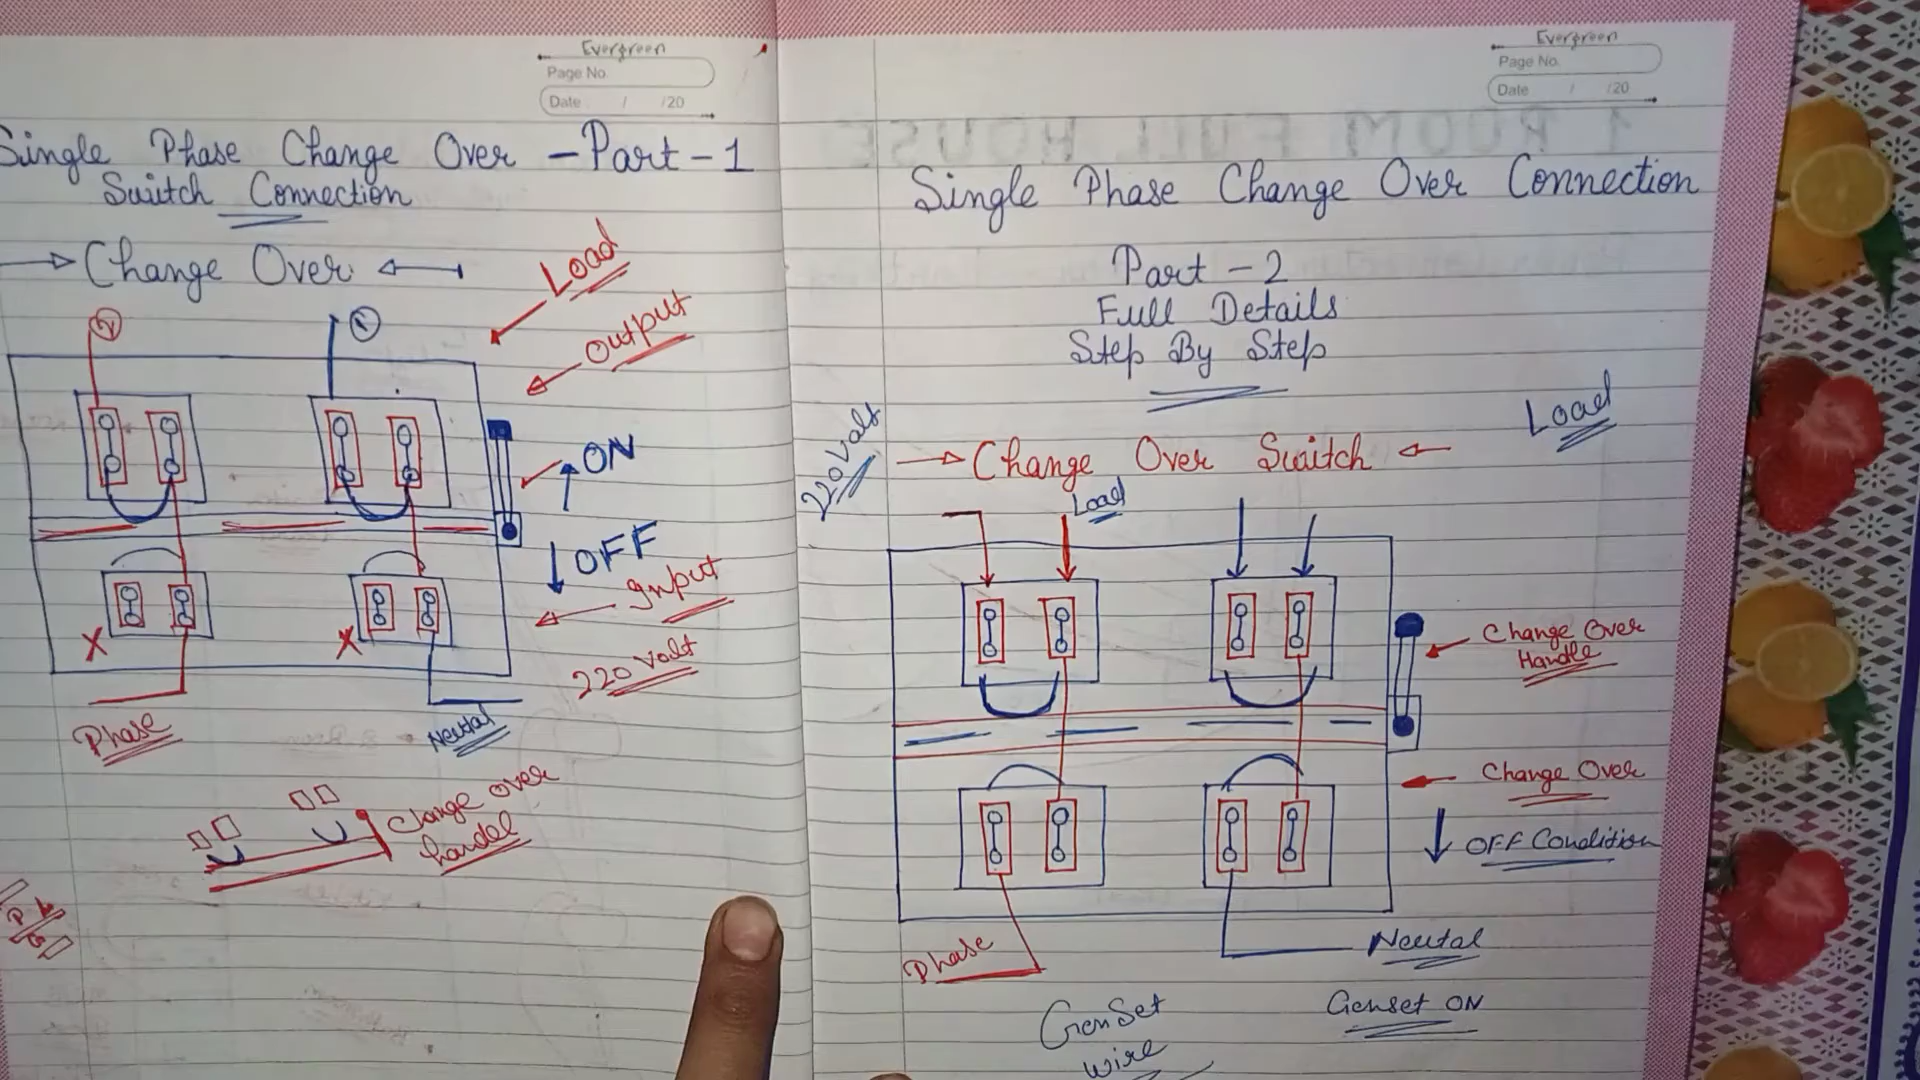 Evergreen
Page No.
Date / /20
Single Phase Change Over - Part - 1
Switch Connection
Change Over
Load
Output
2
1
ON
OFF
Input
220 Volt
Phase
Neutal
Change over
handel
Evergreen
Page No.
Date / /20
Single Phase Change Over Connection
Part - 2
Full Details
Step By Step
Load
220 Volt
Change Over Switch
Load
Change Over
Handle
Change Over
OFF Condition
Phase
Neutal
GenSet
wire
Genset ON